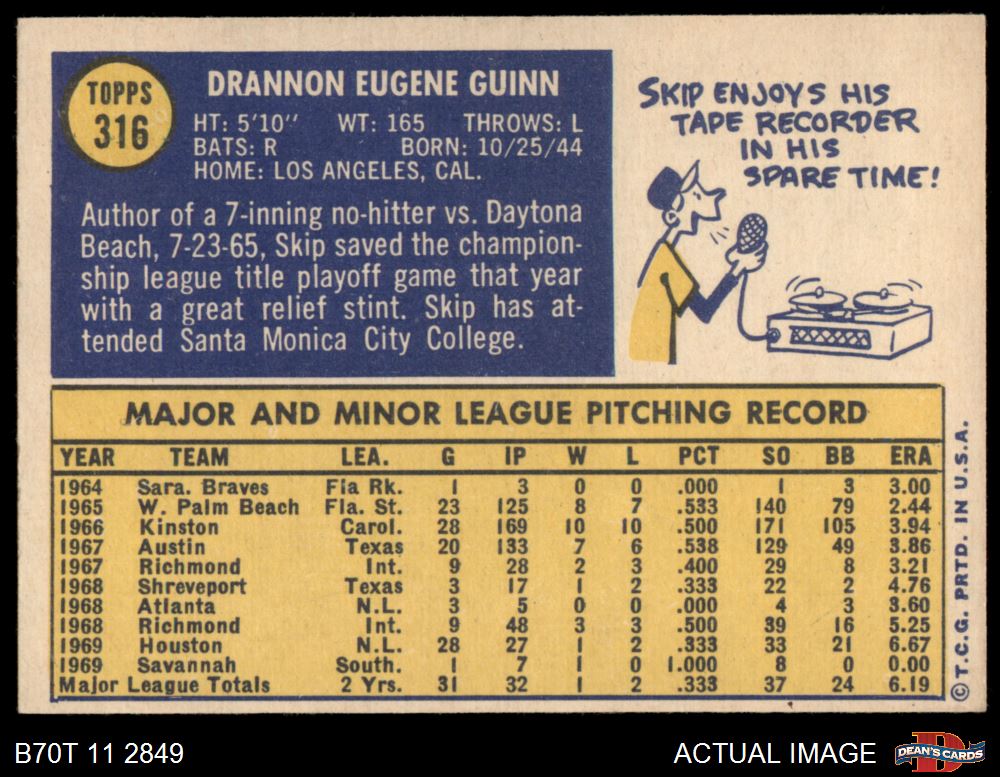 TOPPS
316
DRANNON EUGENE GUINN
HT: 5'10" WT: 165 THROWS: L
BATS: R BORN: 10/25/44
HOME: LOS ANGELES, CAL.
Author of a 7-inning no-hitter vs. Daytona
Beach, 7-23-65, Skip saved the champion-
ship league title playoff game that year
with a great relief stint. Skip has at-
tended Santa Monica City College.
SKIP ENJOYS HIS
TAPE RECORDER
IN HIS
SPARE TIME!
MAJOR AND MINOR LEAGUE PITCHING RECORD
YEAR TEAM LEA. G IP W L PCT SO BB ERA
1964 Sara. Braves Fla Rk. 1 3 0 0 .000 1 3 3.00
1965 W. Palm Beach Fla. St. 23 125 8 7 .533 140 79 2.44
1966 Kinston Carol. 28 169 10 10 .500 171 105 3.94
1967 Austin Texas 20 133 7 6 .538 129 49 3.86
1967 Richmond Int. 9 28 2 3 .400 29 8 3.21
1968 Shreveport Texas 3 17 1 2 .333 22 2 4.76
1968 Atlanta N.L. 3 5 0 0 .000 4 3 3.60
1968 Richmond Int. 9 48 3 3 .500 39 16 5.25
1969 Houston N.L. 28 27 1 2 .333 33 21 6.67
1969 Savannah South. 1 7 1 0 1.000 8 0 0.00
Major League Totals 2 Yrs. 31 32 1 2 .333 37 24 6.19
© T.C.G. PRTD. IN U.S.A.
B70T 11 2849
ACTUAL IMAGE
DEAN'S CARDS